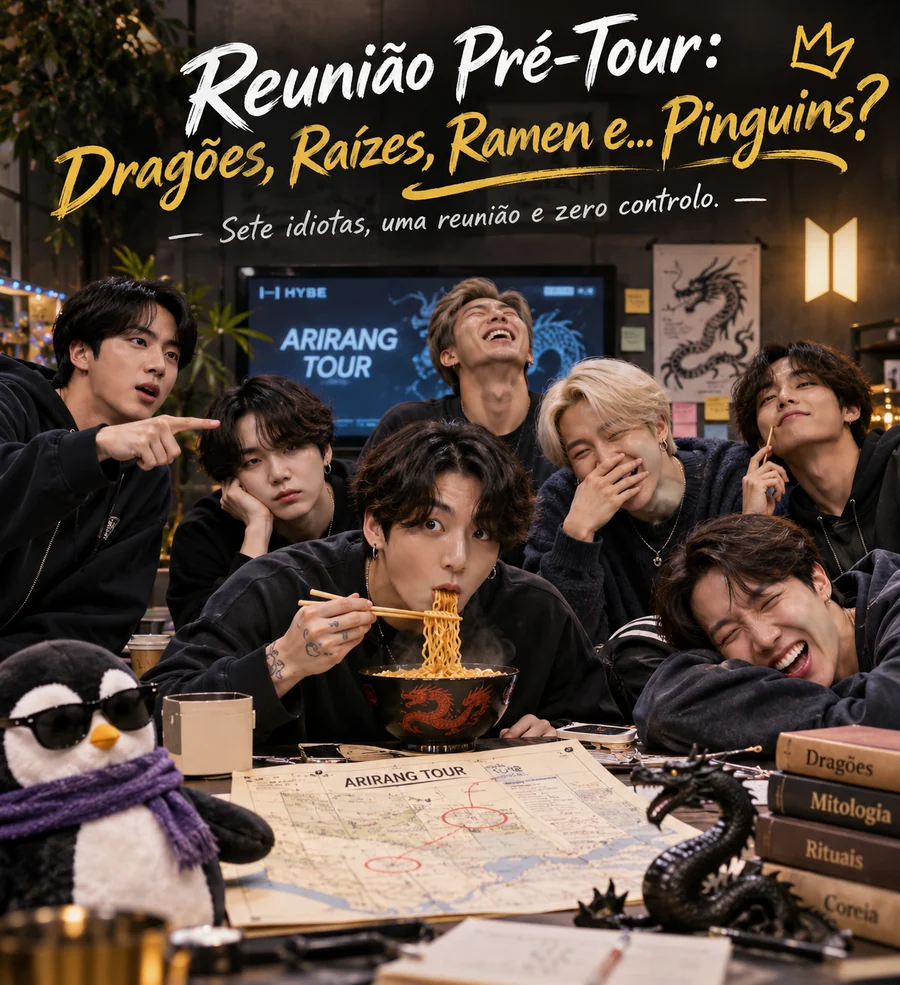 Reunião Pré-Tour:
Dragões, Raízes, Ramen e... Pinguins?
— Sete idiotas, uma reunião e zero controlo. —
HYBE
ARIRANG
TOUR
ARIRANG TOUR
Dragões
Mitologia
Rituais
Coreia